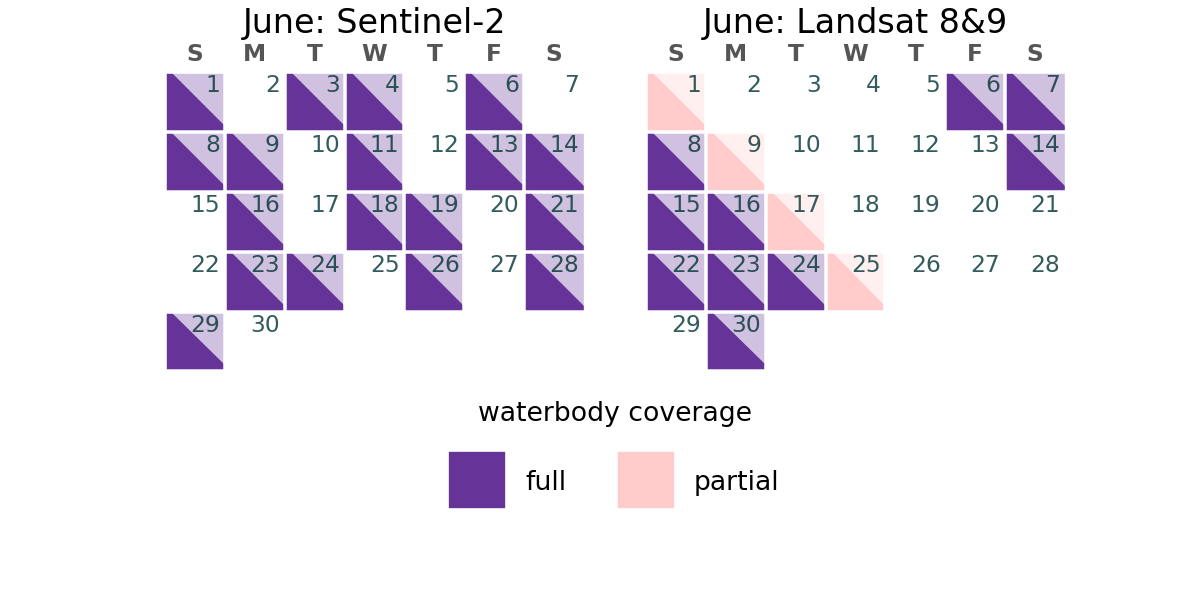 June: Sentinel-2
S M T W T F S
1 2 3 4 5 6 7
8 9 10 11 12 13 14
15 16 17 18 19 20 21
22 23 24 25 26 27 28
29 30
June: Landsat 8&9
S M T W T F S
1 2 3 4 5 6 7
8 9 10 11 12 13 14
15 16 17 18 19 20 21
22 23 24 25 26 27 28
29 30
waterbody coverage
full
partial